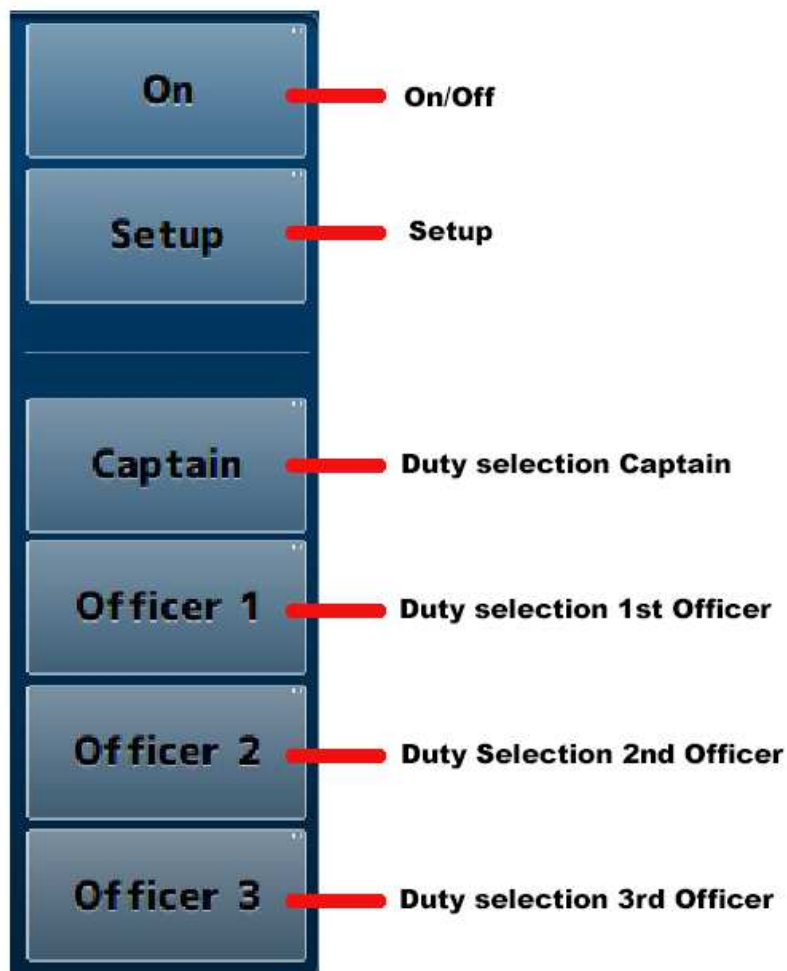 On
On/Off
Setup
Setup
Captain
Duty selection Captain
Officer 1
Duty selection 1st Officer
Officer 2
Duty Selection 2nd Officer
Officer 3
Duty selection 3rd Officer